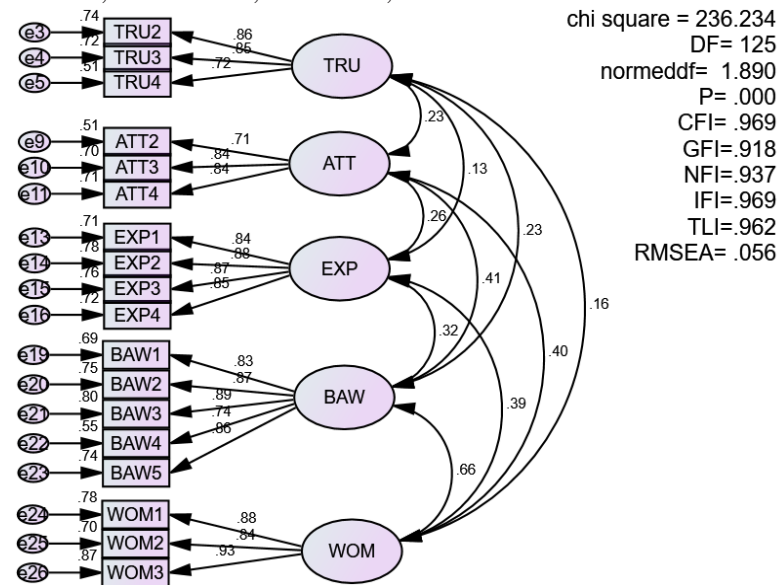 chi square = 236.234
DF= 125
normeddf= 1.890
P= .000
CFI= .969
GFI=.918
NFI=.937
IFI=.969
TLI=.962
RMSEA= .056
e3 .74 TRU2 .86
e4 .72 TRU3 .85
e5 .51 TRU4 .72
TRU
e9 .51 ATT2 .71
e10 .70 ATT3 .84
e11 .71 ATT4 .84
ATT
e13 .71 EXP1 .84
e14 .78 EXP2 .88
e15 .76 EXP3 .87
e16 .72 EXP4 .85
EXP
e19 .69 BAW1 .83
e20 .75 BAW2 .87
e21 .80 BAW3 .89
e22 .55 BAW4 .74
e23 .74 BAW5 .86
BAW
e24 .78 WOM1 .88
e25 .70 WOM2 .84
e26 .87 WOM3 .93
WOM
.23
.13
.26
.23
.41
.16
.32
.40
.39
.66